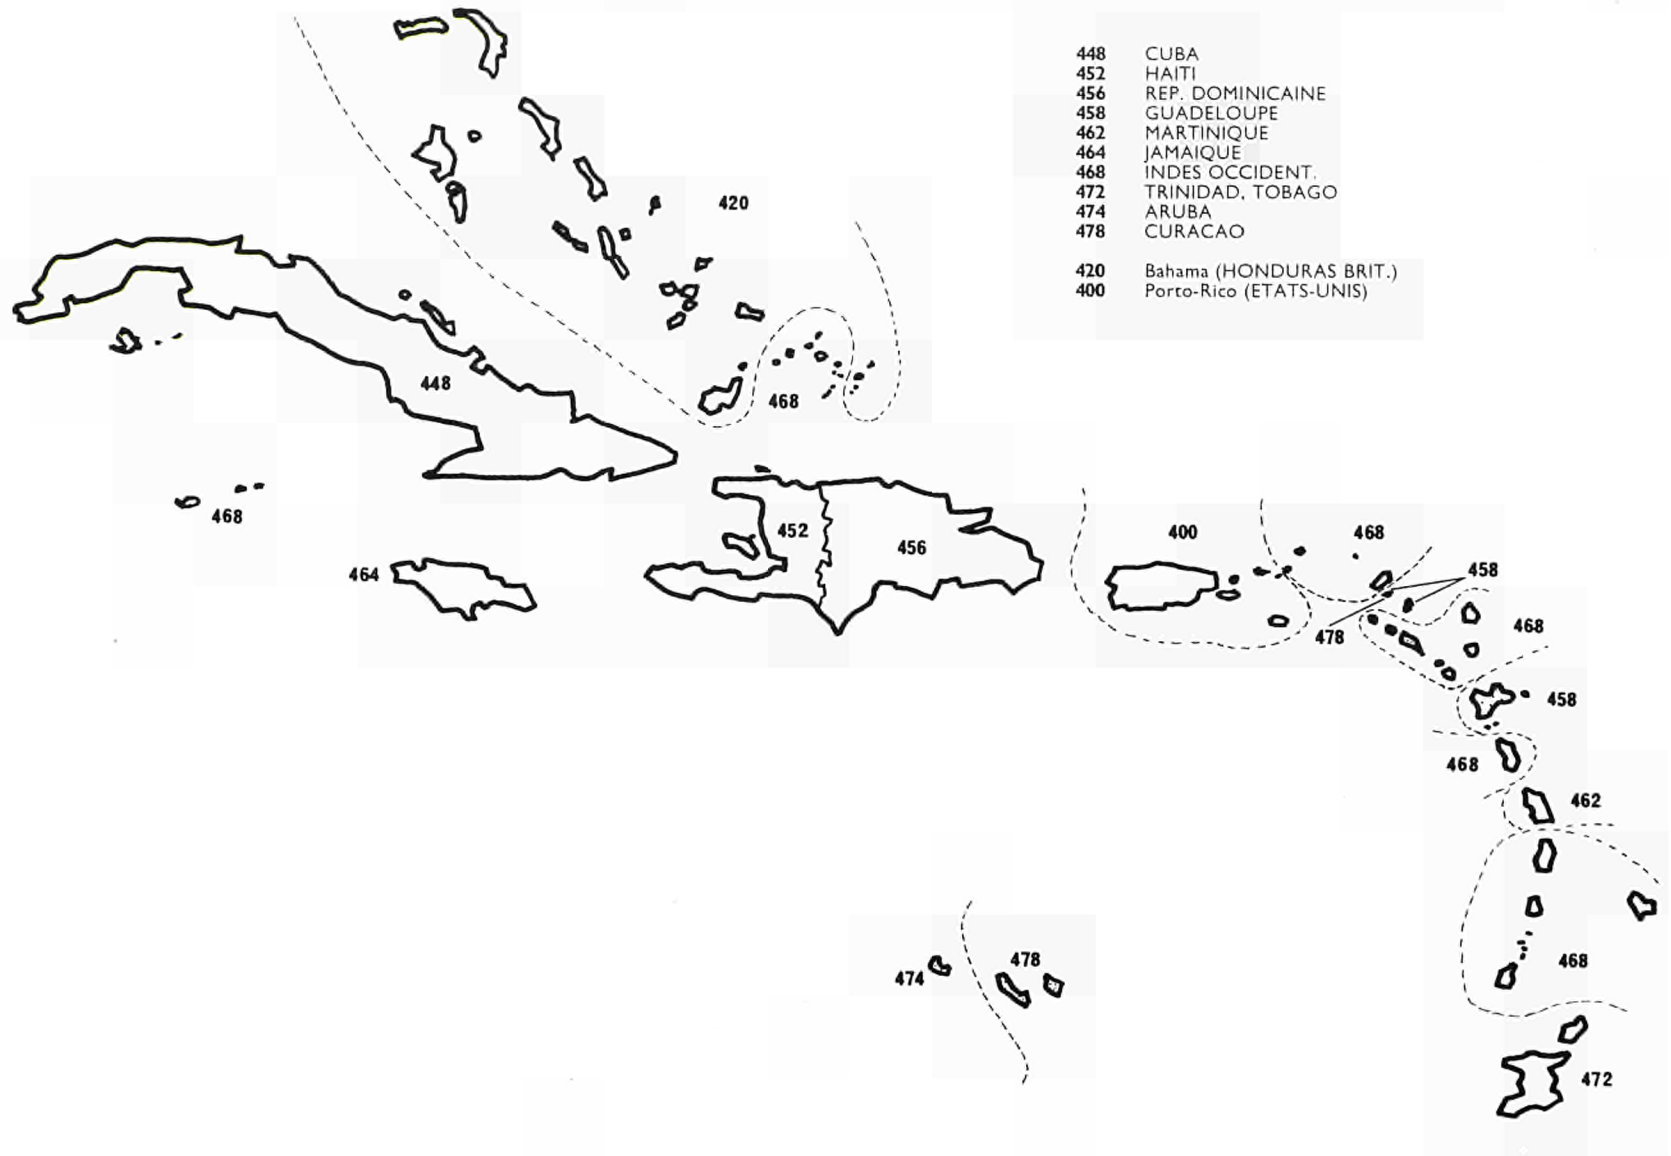 448 CUBA
452 HAITI
456 REP. DOMINICAINE
458 GUADELOUPE
462 MARTINIQUE
464 JAMAIQUE
468 INDES OCCIDENT.
472 TRINIDAD, TOBAGO
474 ARUBA
478 CURACAO
420 Bahama (HONDURAS BRIT.)
400 Porto-Rico (ETATS-UNIS)
420
448
468
468
452
456
464
400
468
458
478
468
458
468
462
468
474
478
472